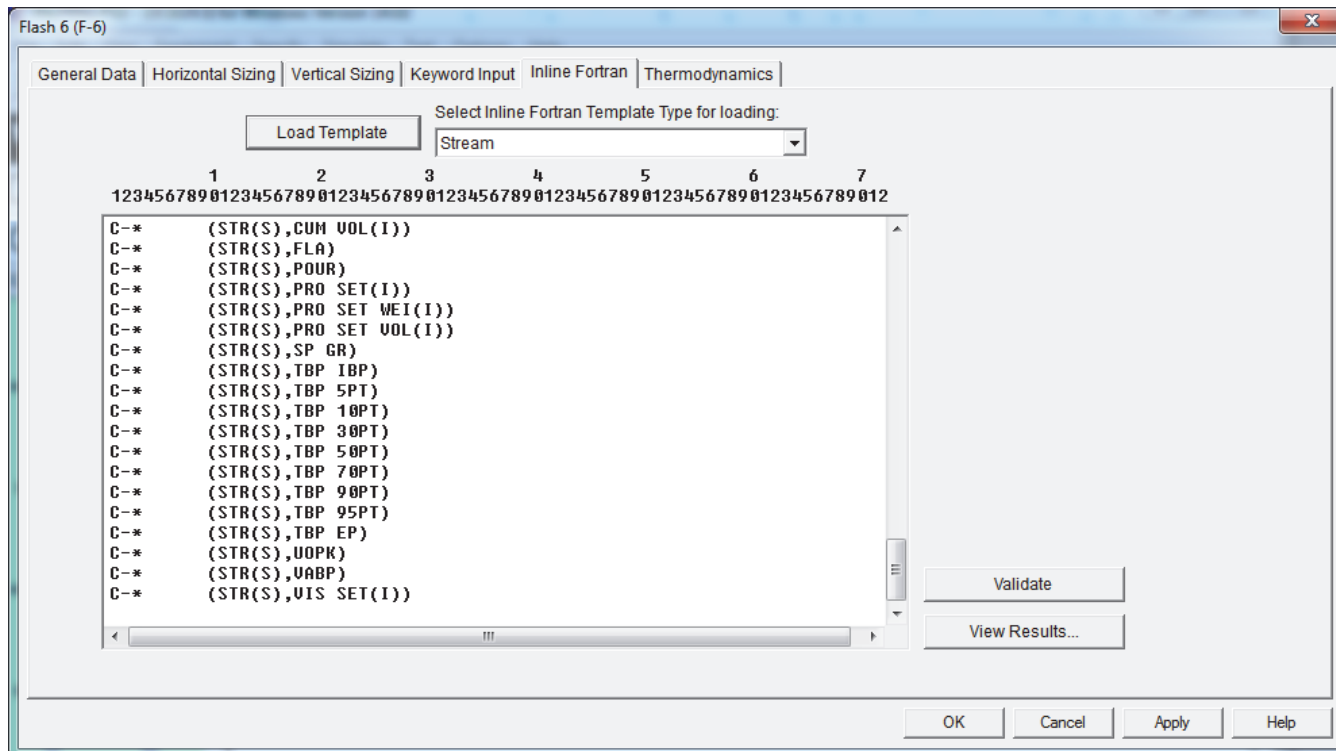 Flash 6 (F-6)
General Data Horizontal Sizing Vertical Sizing Keyword Input Inline Fortran Thermodynamics
Select Inline Fortran Template Type for loading:
Load Template
Stream
1 2 3 4 5 6 7
123456789012345678901234567890123456789012345678901234567890123456789012
C-* (STR(S),CUM VOL(I))
C-* (STR(S),FLA)
C-* (STR(S),POUR)
C-* (STR(S),PRO SET(I))
C-* (STR(S),PRO SET WEI(I))
C-* (STR(S),PRO SET VOL(I))
C-* (STR(S),SP GR)
C-* (STR(S),TBP IBP)
C-* (STR(S),TBP 5PT)
C-* (STR(S),TBP 10PT)
C-* (STR(S),TBP 30PT)
C-* (STR(S),TBP 50PT)
C-* (STR(S),TBP 70PT)
C-* (STR(S),TBP 90PT)
C-* (STR(S),TBP 95PT)
C-* (STR(S),TBP EP)
C-* (STR(S),UOPK)
C-* (STR(S),VABP)
C-* (STR(S),VIS SET(I))
Validate
View Results...
OK Cancel Apply Help